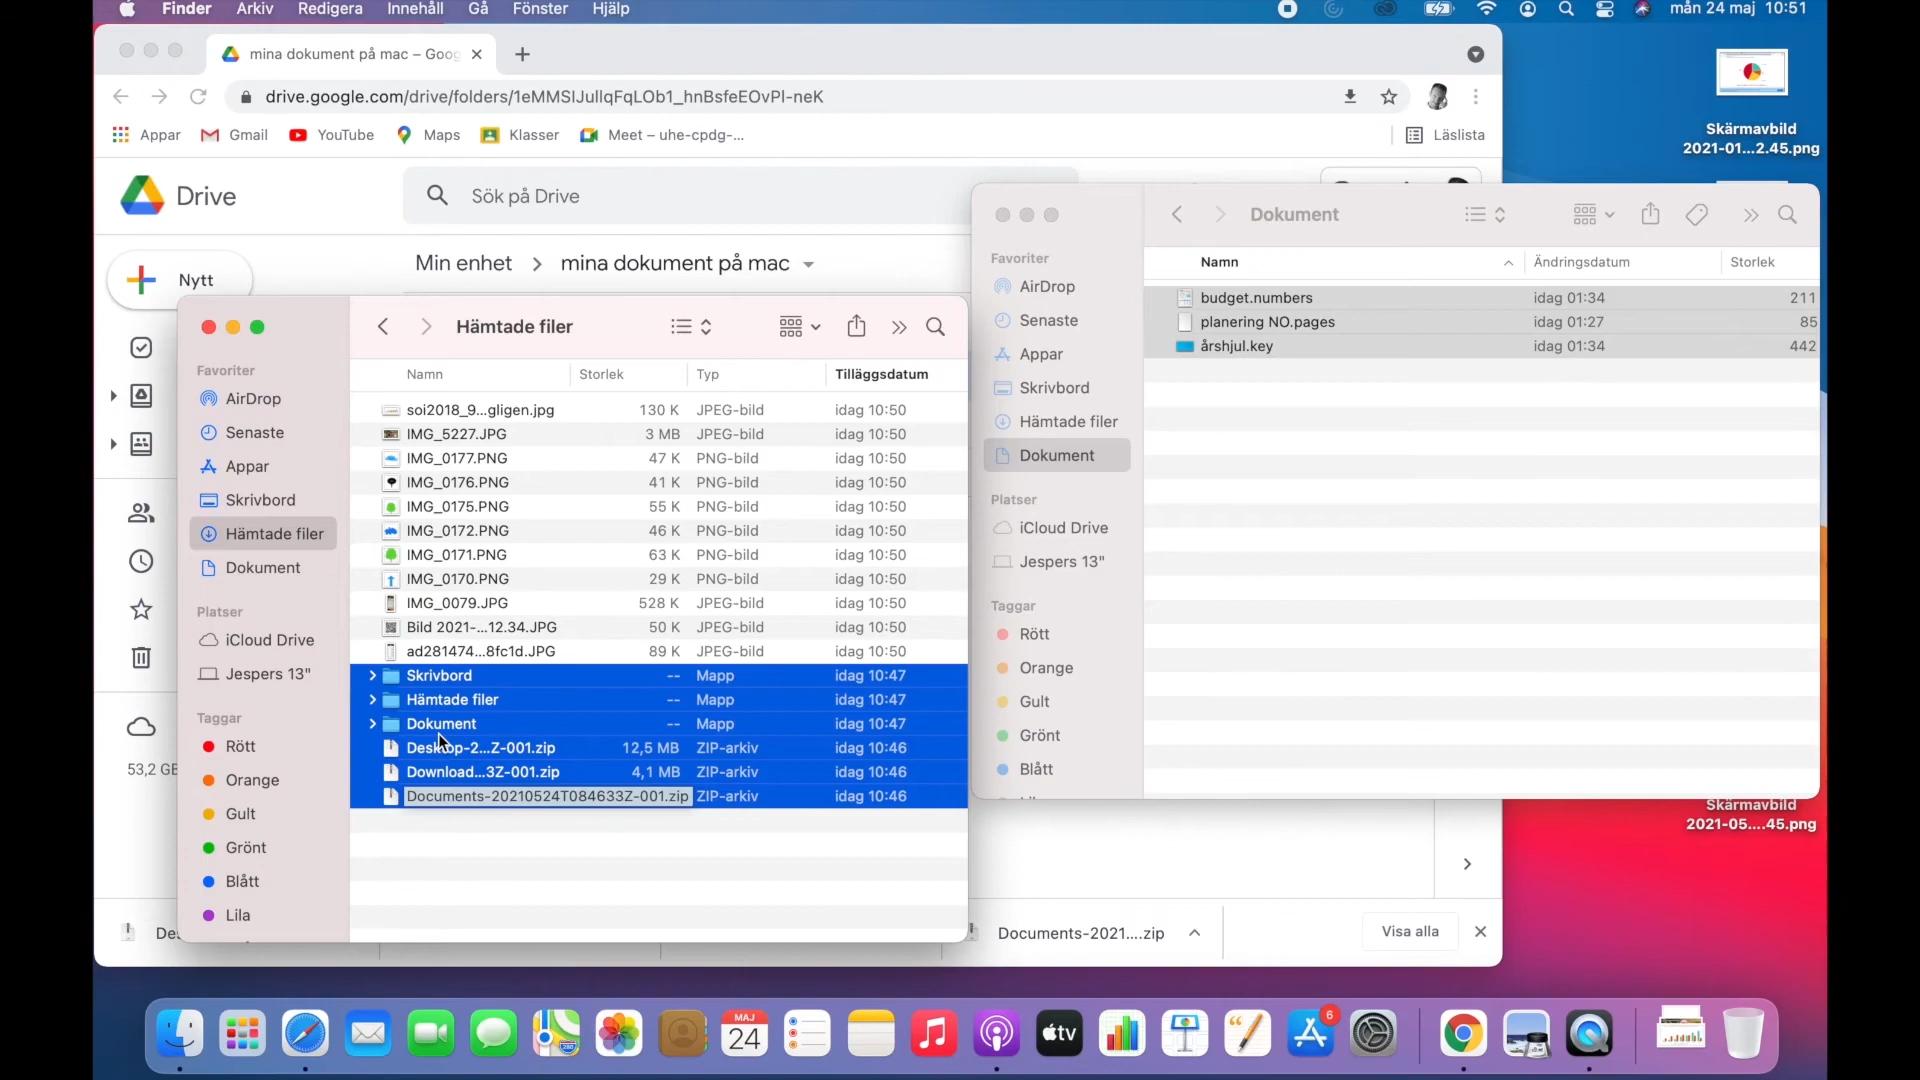 Finder Arkiv Redigera Innehåll Gå Fönster Hjälp mån 24 maj 10:51
mina dokument på mac – Goog
drive.google.com/drive/folders/1eMMSIJuIlqFqLOb1_hnBsfeEOvPI-neK
Appar Gmail YouTube Maps Klasser Meet – uhe-cpdg-... Läslista
Drive Sök på Drive
Min enhet mina dokument på mac
Nytt
53,2 GB
Hämtade filer
Favoriter
AirDrop
Senaste
Appar
Skrivbord
Hämtade filer
Dokument
Platser
iCloud Drive
Jespers 13"
Taggar
Rött
Orange
Gult
Grönt
Blått
Lila
Namn Storlek Typ Tilläggsdatum
soi2018_9...gligen.jpg 130 K JPEG-bild idag 10:50
IMG_5227.JPG 3 MB JPEG-bild idag 10:50
IMG_0177.PNG 47 K PNG-bild idag 10:50
IMG_0176.PNG 41 K PNG-bild idag 10:50
IMG_0175.PNG 55 K PNG-bild idag 10:50
IMG_0172.PNG 46 K PNG-bild idag 10:50
IMG_0171.PNG 63 K PNG-bild idag 10:50
IMG_0170.PNG 29 K PNG-bild idag 10:50
IMG_0079.JPG 528 K JPEG-bild idag 10:50
Bild 2021-...12.34.JPG 50 K JPEG-bild idag 10:50
ad281474...8fc1d.JPG 89 K JPEG-bild idag 10:50
Skrivbord -- Mapp idag 10:47
Hämtade filer -- Mapp idag 10:47
Dokument -- Mapp idag 10:47
Desktop-2...Z-001.zip 12,5 MB ZIP-arkiv idag 10:46
Download...3Z-001.zip 4,1 MB ZIP-arkiv idag 10:46
Documents-20210524T084633Z-001.zip ZIP-arkiv idag 10:46
Dokument
Favoriter
AirDrop
Senaste
Appar
Skrivbord
Hämtade filer
Dokument
Platser
iCloud Drive
Jespers 13"
Taggar
Rött
Orange
Gult
Grönt
Blått
Namn Ändringsdatum Storlek
budget.numbers idag 01:34 211
planering NO.pages idag 01:27 85
årshjul.key idag 01:34 442
Skärmavbild
2021-01...2.45.png
Skärmavbild
2021-05....45.png
Documents-2021....zip Visa alla
MAJ
24
tv
6